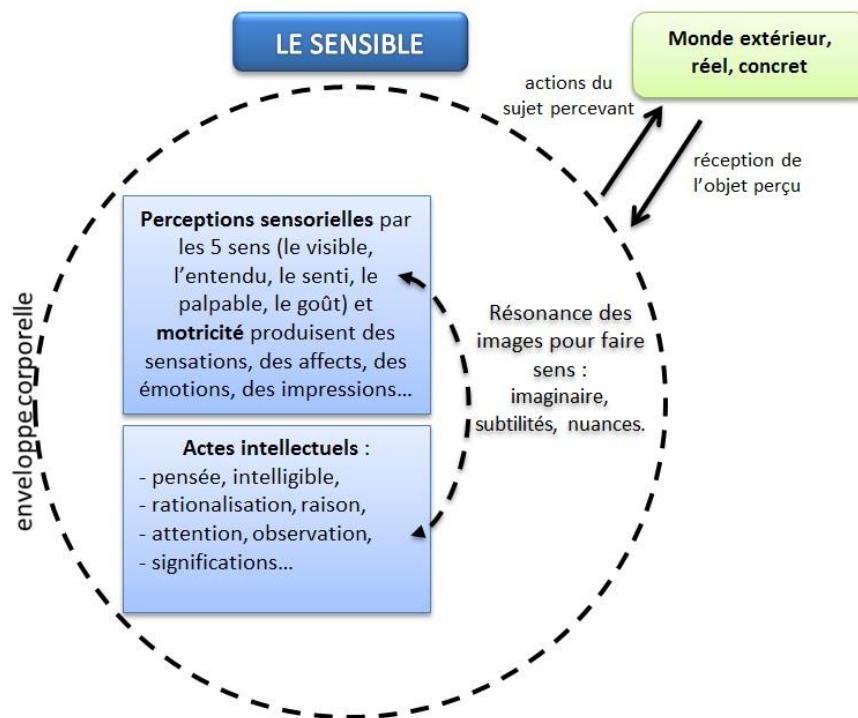 LE SENSIBLE
Monde extérieur,
réel, concret
actions du
sujet percevant
réception de
l’objet perçu
Perceptions sensorielles par
les 5 sens (le visible,
l’entendu, le senti, le
palpable, le goût) et
motricité produisent des
sensations, des affects, des
émotions, des impressions…
Résonance des
images pour faire
sens :
imaginaire,
subtilités, nuances.
enveloppe corporelle
Actes intellectuels :
- pensée, intelligible,
- rationalisation, raison,
- attention, observation,
- significations…